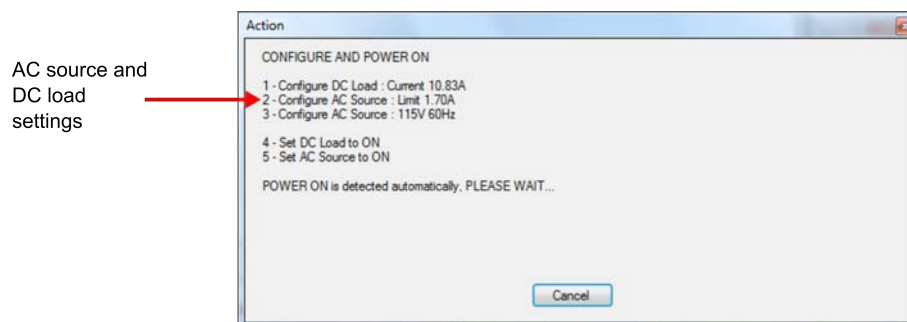 Action
AC source and
DC load
settings
CONFIGURE AND POWER ON
1 - Configure DC Load : Current 10.83A
2 - Configure AC Source : Limit 1.70A
3 - Configure AC Source : 115V 60Hz
4 - Set DC Load to ON
5 - Set AC Source to ON
POWER ON is detected automatically, PLEASE WAIT...
Cancel